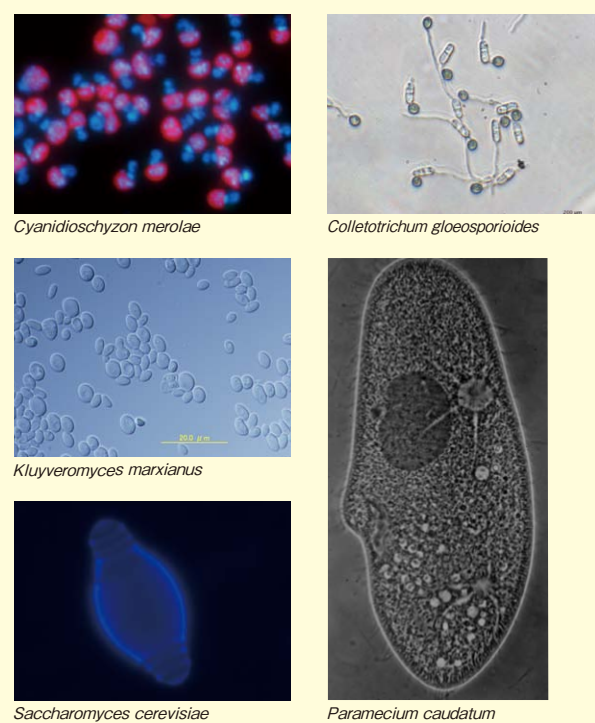 Cyanidioschyzon merolae
Colletotrichum gloeosporioides
20.0 μm
Kluyveromyces marxianus
Saccharomyces cerevisiae
Paramecium caudatum